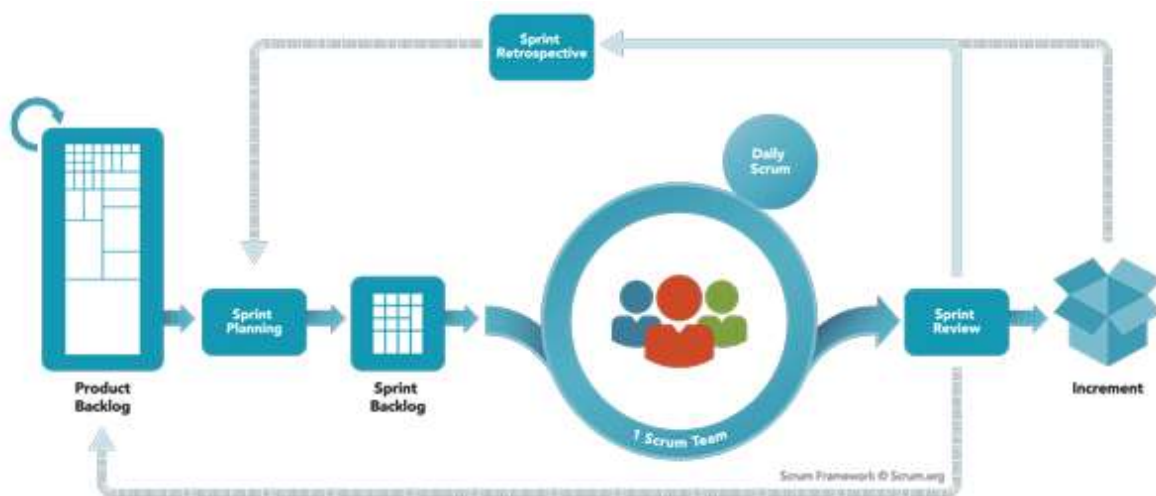 Sprint
Retrospective
Daily
Scrum
Sprint
Planning
Sprint
Review
Product
Backlog
Sprint
Backlog
1 Scrum Team
Increment
Scrum Framework © Scrum.org